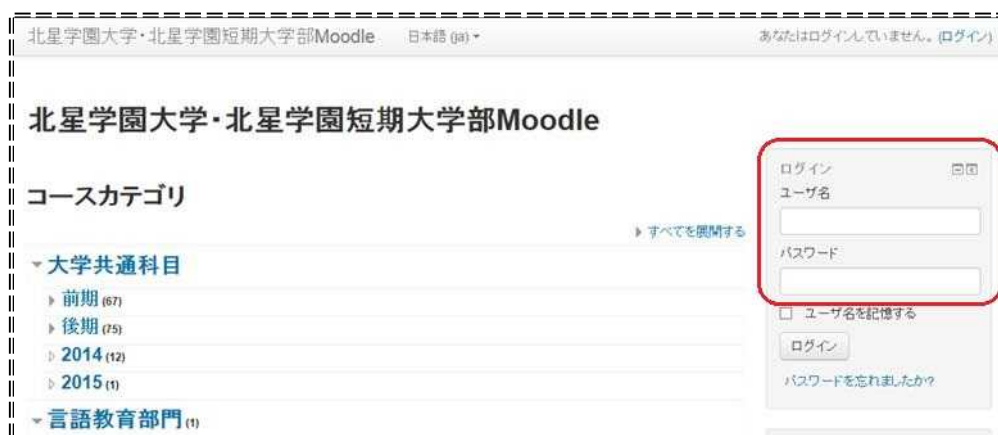 北星学園大学・北星学園短期大学部Moodle 日本語 (ja) あなたはログインしていません。(ログイン)
北星学園大学・北星学園短期大学部Moodle
コースカテゴリ
すべてを展開する
大学共通科目
前期 (67)
後期 (75)
2014 (12)
2015 (1)
言語教育部門 (1)
ログイン
ユーザ名
パスワード
ユーザ名を記憶する
ログイン
パスワードを忘れましたか?